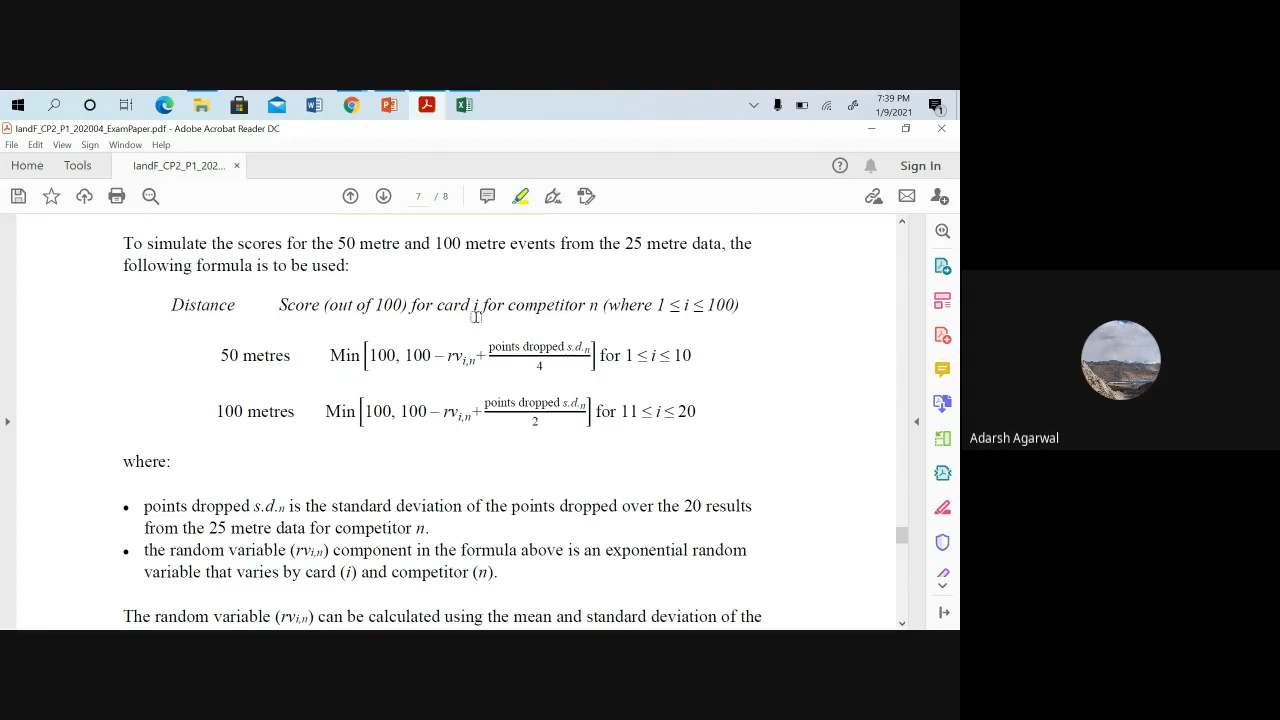 7:39 PM
1/9/2021
IandF_CP2_P1_202004_ExamPaper.pdf - Adobe Acrobat Reader DC
File Edit View Sign Window Help
Home Tools IandF_CP2_P1_202... × Sign In
7 / 8
To simulate the scores for the 50 metre and 100 metre events from the 25 metre data, the
following formula is to be used:
Distance Score (out of 100) for card i for competitor n (where 1 ≤ i ≤ 100)
50 metres Min [100, 100 – rv_{i,n} + points dropped s.d._n / 4] for 1 ≤ i ≤ 10
100 metres Min [100, 100 – rv_{i,n} + points dropped s.d._n / 2] for 11 ≤ i ≤ 20
where:
• points dropped s.d._n is the standard deviation of the points dropped over the 20 results
from the 25 metre data for competitor n.
• the random variable (rv_{i,n}) component in the formula above is an exponential random
variable that varies by card (i) and competitor (n).
The random variable (rv_{i,n}) can be calculated using the mean and standard deviation of the
Adarsh Agarwal